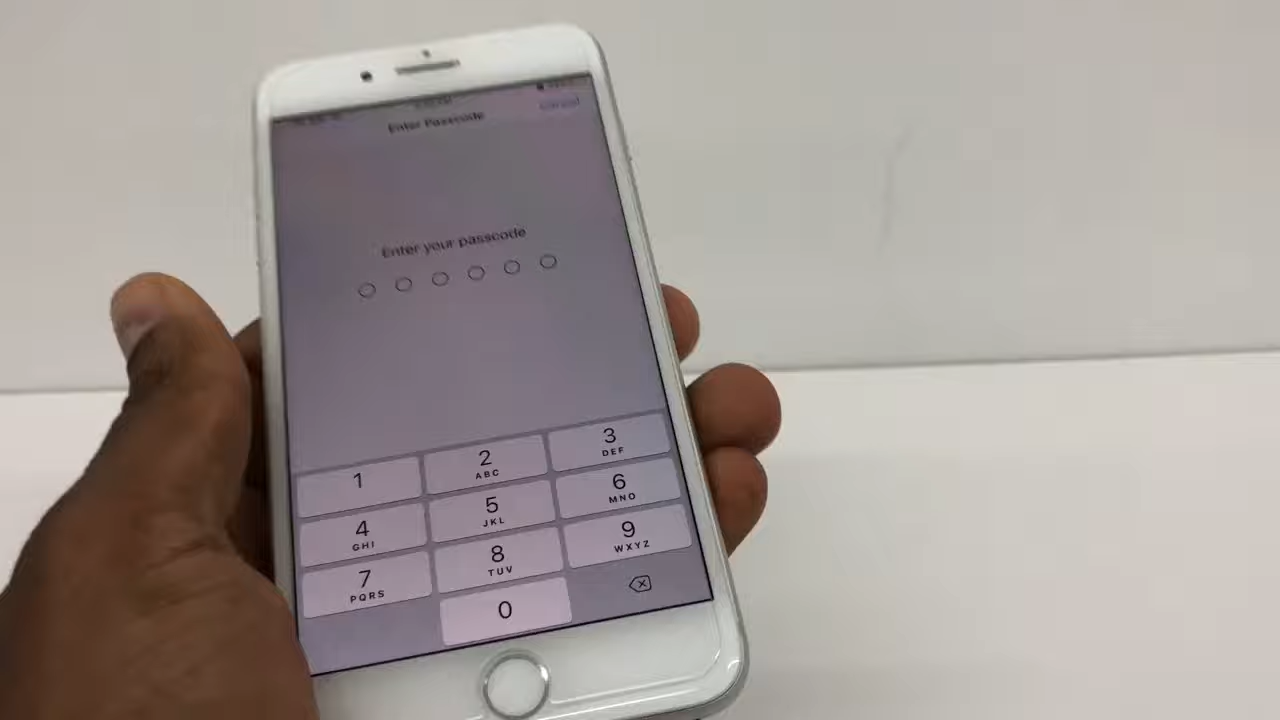 Enter Passcode
Cancel
Enter your passcode
1
2
ABC
3
DEF
4
GHI
5
JKL
6
MNO
7
PQRS
8
TUV
9
WXYZ
0